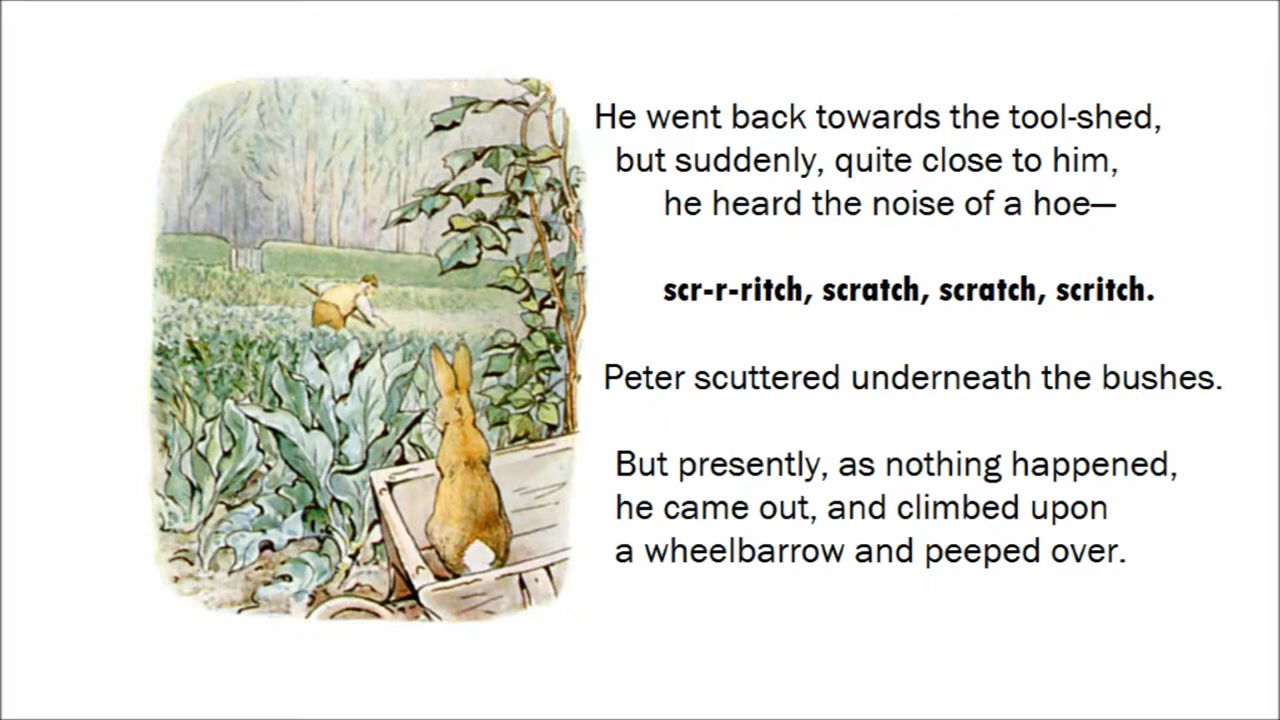 He went back towards the tool-shed,
but suddenly, quite close to him,
he heard the noise of a hoe—
scr-r-ritch, scratch, scratch, scritch.
Peter scuttered underneath the bushes.
But presently, as nothing happened,
he came out, and climbed upon
a wheelbarrow and peeped over.